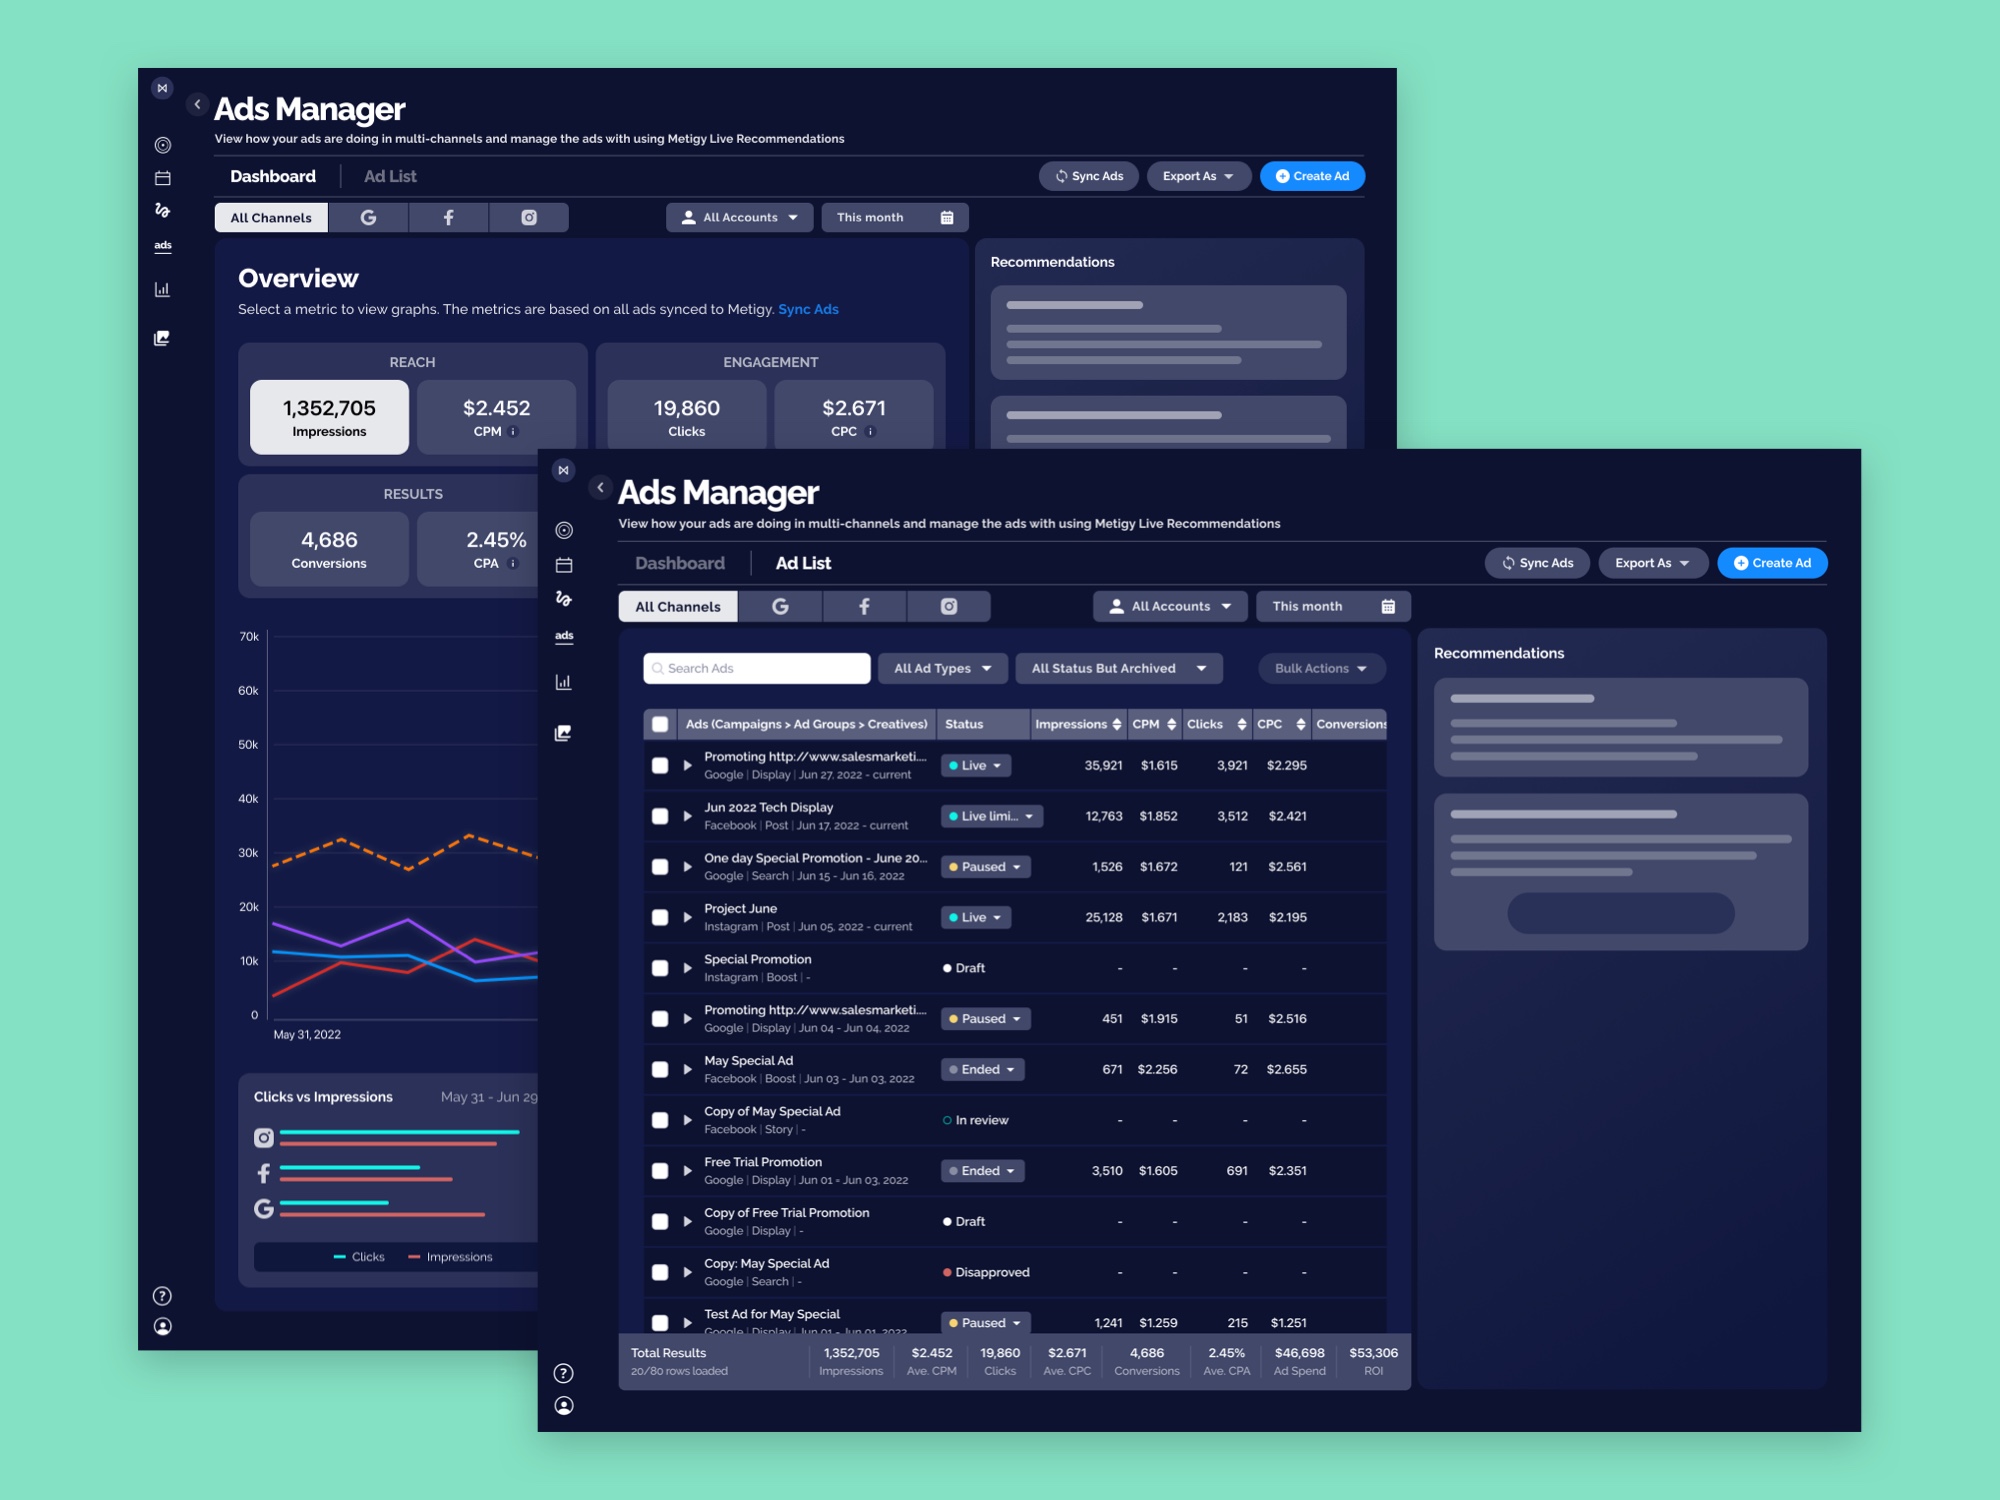 Ads Manager
View how your ads are doing in multi-channels and manage the ads with using Metigy Live Recommendations
Dashboard Ad List Sync Ads Export As Create Ad
All Channels All Accounts This month
ads
Overview
Select a metric to view graphs. The metrics are based on all ads synced to Metigy. Sync Ads
REACH ENGAGEMENT
1,352,705 $2.452 19,860 $2.671
Impressions CPM Clicks CPC
RESULTS
4,686 2.45%
Conversions CPA
70k
60k
50k
40k
30k
20k
10k
0
May 31, 2022
Clicks vs Impressions May 31 - Jun 29
Clicks Impressions
Recommendations
Ads Manager
View how your ads are doing in multi-channels and manage the ads with using Metigy Live Recommendations
Dashboard Ad List Sync Ads Export As Create Ad
All Channels All Accounts This month
ads
Search Ads All Ad Types All Status But Archived Bulk Actions
Ads (Campaigns > Ad Groups > Creatives) Status Impressions CPM Clicks CPC Conversions
Promoting http://www.salesmarketi.... Live 35,921 $1.615 3,921 $2.295
Google | Display | Jun 27, 2022 - current
Jun 2022 Tech Display Live limi... 12,763 $1.852 3,512 $2.421
Facebook | Post | Jun 17, 2022 - current
One day Special Promotion - June 20... Paused 1,526 $1.672 121 $2.561
Google | Search | Jun 15 - Jun 16, 2022
Project June Live 25,128 $1.671 2,183 $2.195
Instagram | Post | Jun 05, 2022 - current
Special Promotion Draft - - - -
Instagram | Boost | -
Promoting http://www.salesmarketi.... Paused 451 $1.915 51 $2.516
Google | Display | Jun 04 - Jun 04, 2022
May Special Ad Ended 671 $2.256 72 $2.655
Facebook | Boost | Jun 03 - Jun 03, 2022
Copy of May Special Ad In review - - - -
Facebook | Story | -
Free Trial Promotion Ended 3,510 $1.605 691 $2.351
Google | Display | Jun 01 - Jun 03, 2022
Copy of Free Trial Promotion Draft - - - -
Google | Display | -
Copy: May Special Ad Disapproved - - - -
Google | Search | -
Test Ad for May Special Paused 1,241 $1.259 215 $1.251
Google | Display | Jun 01 - Jun 01, 2022
Total Results 1,352,705 $2.452 19,860 $2.671 4,686 2.45% $46,698 $53,306
20/80 rows loaded Impressions Ave. CPM Clicks Ave. CPC Conversions Ave. CPA Ad Spend ROI
Recommendations